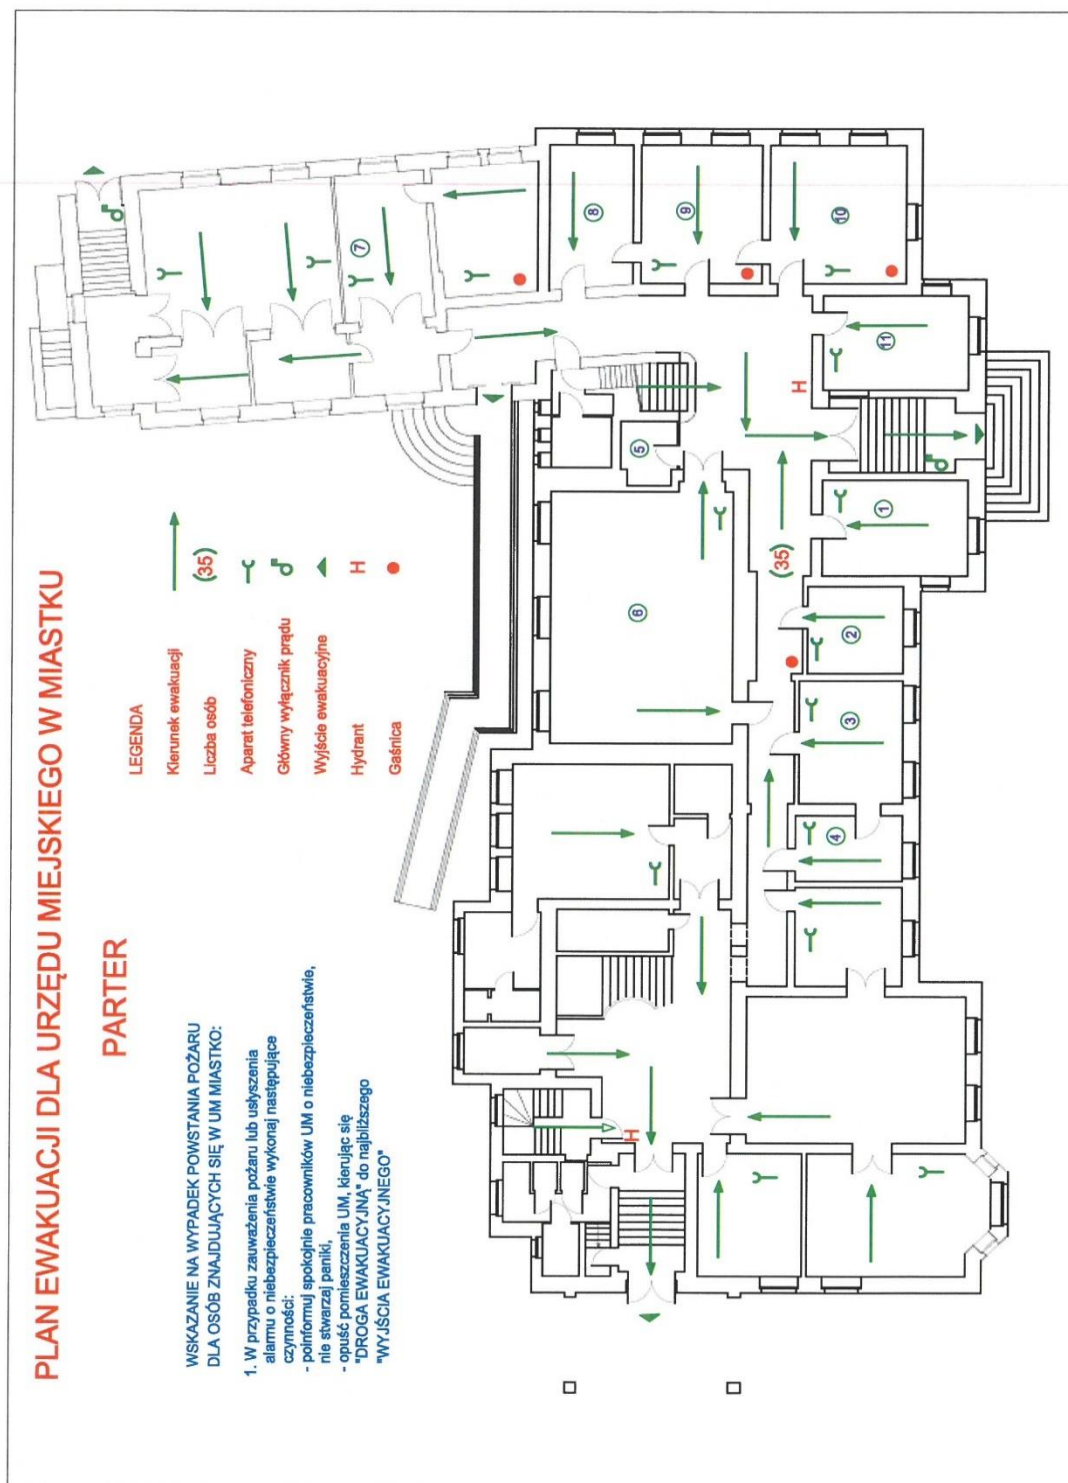 PLAN EWAKUACJI DLA URZĘDU MIEJSKIEGO W MIASTKU
PARTER
LEGENDA
Kierunek ewakuacji
Liczba osób
(35)
Aparat telefoniczny
Główny wyłącznik prądu
Wyjście ewakuacyjne
Hydrant
H
Gaśnica
WSKAZANIE NA WYPADEK POWSTANIA POŻARU
DLA OSÓB ZNAJDUJĄCYCH SIĘ W UM MIASTKO:
1. W przypadku zauważenia pożaru lub usłyszenia
alarmu o niebezpieczeństwie wykonaj następujące
czynności:
- poinformuj spokojnie pracowników UM o niebezpieczeństwie,
nie stwarzaj paniki,
- opuść pomieszczenia UM, kierując się
"DROGA EWAKUACYJNĄ" do najbliższego
"WYJŚCIA EWAKUACYJNEGO"
7
8
9
10
11
5
6
H
1
(35)
2
3
4
H